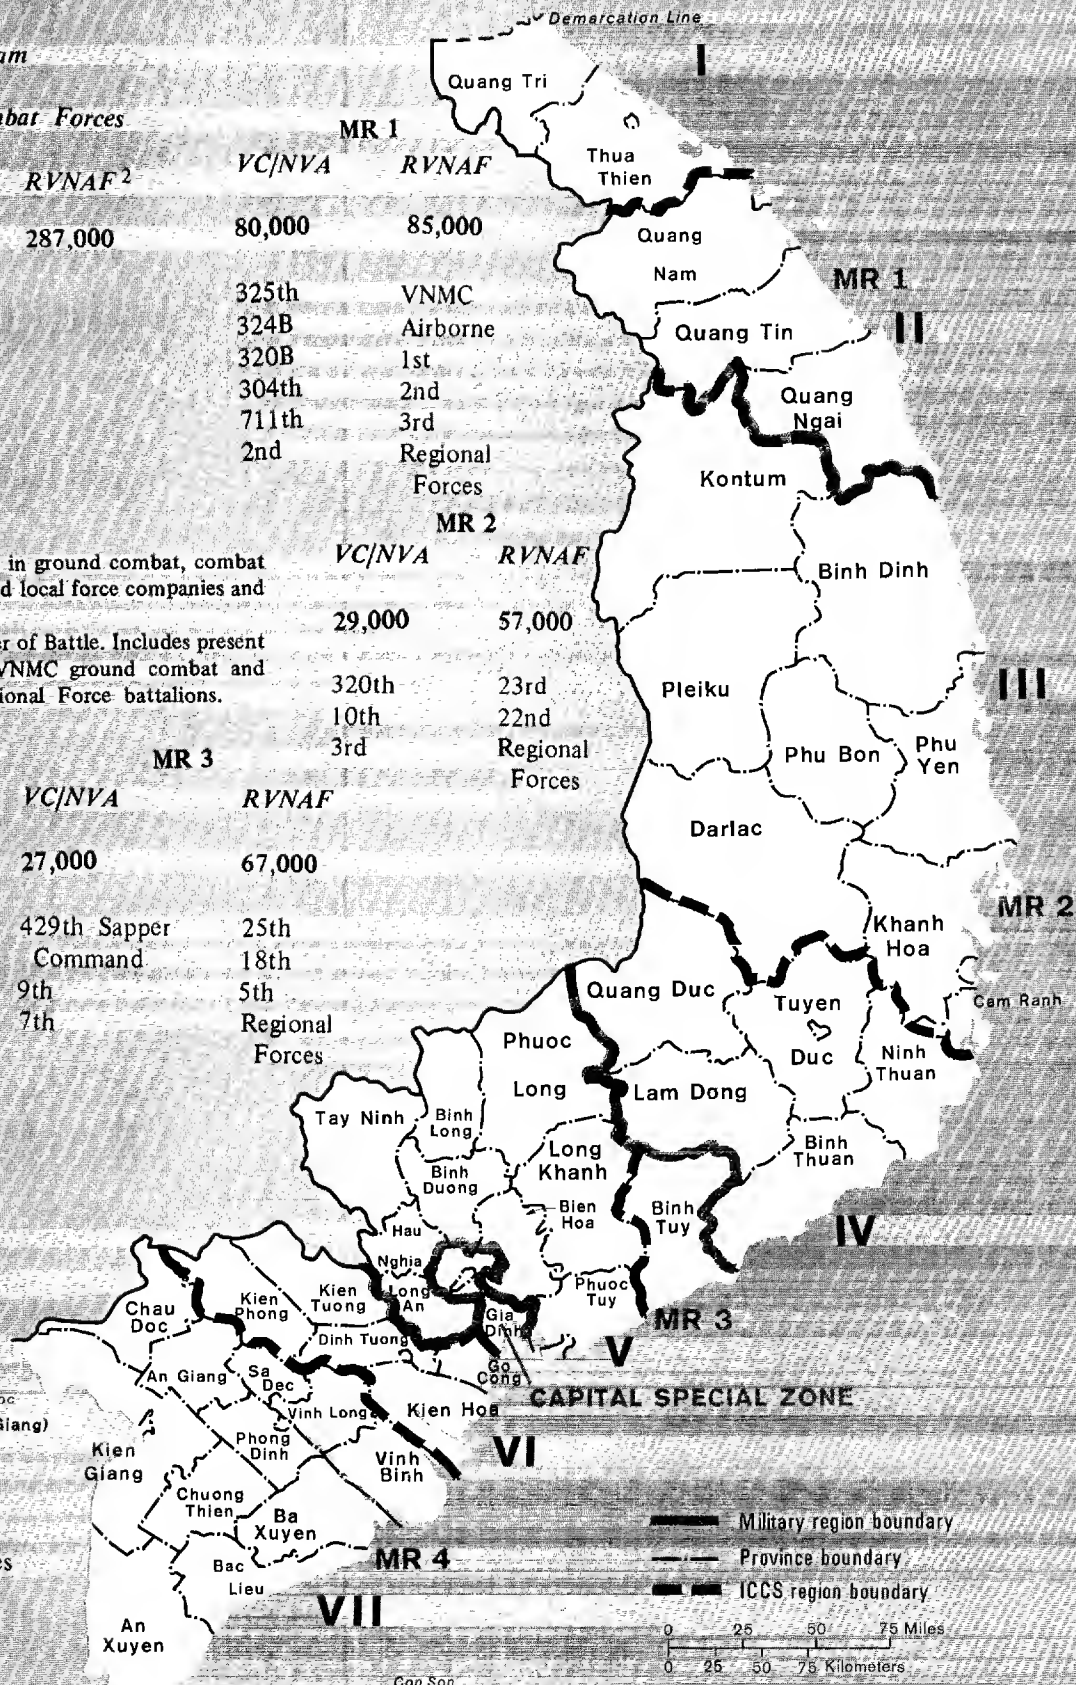 Demarcation Line
I
am
bat Forces
RVNAF²
287,000
MR 1
VC/NVA RVNAF
80,000 85,000
325th VNMC
324B Airborne
320B 1st
304th 2nd
711th 3rd
2nd Regional
Forces
MR 2
VC/NVA RVNAF
29,000 57,000
320th 23rd
10th 22nd
3rd Regional
Forces
in ground combat, combat
d local force companies and
er of Battle. Includes present
VNMC ground combat and
ional Force battalions.
MR 3
VC/NVA RVNAF
27,000 67,000
429th Sapper 25th
Command 18th
9th 5th
7th Regional
Forces
Quang Tri
Thua
Thien
Quang
Nam
MR 1
II
Quang Tin
Quang
Ngai
Kontum
Binh Dinh
III
Pleiku
Phu Bon
Phu
Yen
Darlac
MR 2
Khanh
Hoa
Cam Ranh
Quang Duc
Tuyen
Duc
Ninh
Thuan
Phuoc
Long
Lam Dong
Tay Ninh
Binh
Long
Binh
Thuan
Long
Khanh
Binh
Duong
Bien
Hoa
Binh
Tuy
IV
Hau
Nghia
Phuoc
Tuy
Long
An
Gia
Dinh
MR 3
V
Kien
Phong
Kien
Tuong
Chau
Doc
Dinh Tuong
Go
Cong
CAPITAL SPECIAL ZONE
An Giang
Sa
Dec
oc
Giang)
Vinh Long
Kien Hoa
VI
Phong
Dinh
Kien
Giang
Vinh
Binh
Chuong
Thien
Ba
Xuyen
MR 4
es
Bac
Lieu
VII
An
Xuyen
Con Son
Military region boundary
Province boundary
ICCS region boundary
0 25 50 75 Miles
0 25 50 75 Kilometers